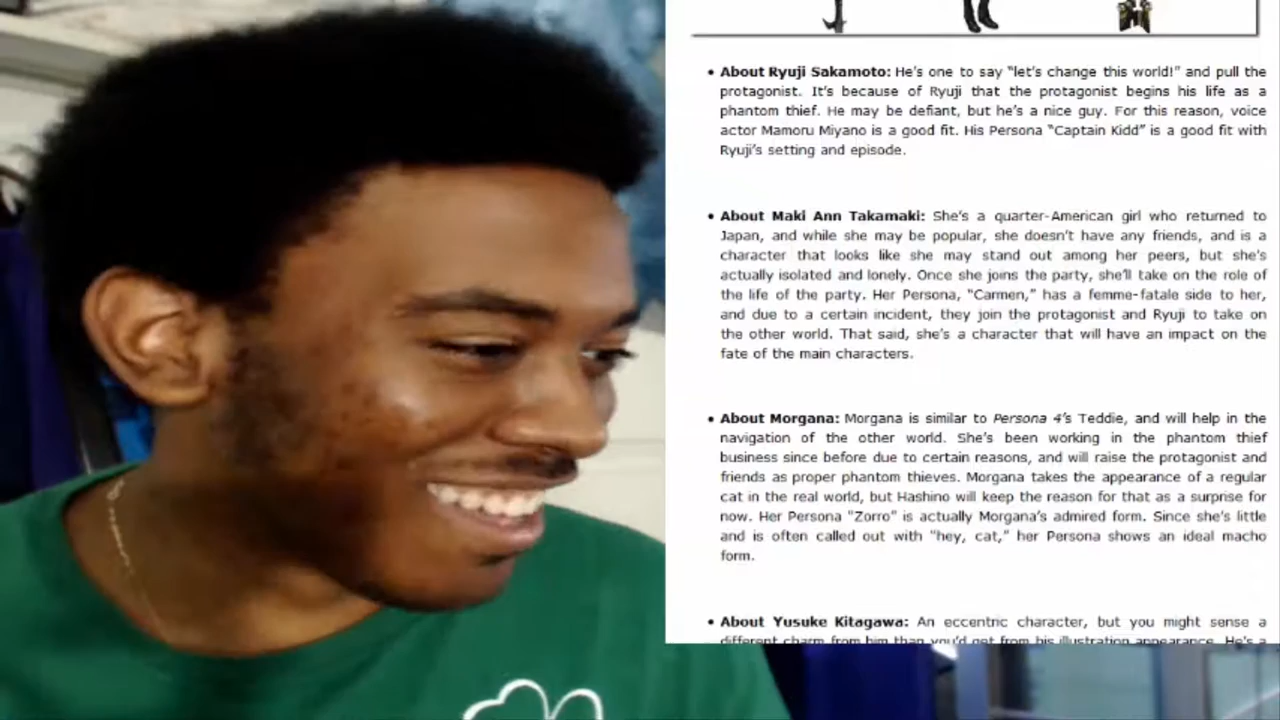 • About Ryuji Sakamoto: He's one to say "let's change this world!" and pull the
protagonist. It's because of Ryuji that the protagonist begins his life as a
phantom thief. He may be defiant, but he's a nice guy. For this reason, voice
actor Mamoru Miyano is a good fit. His Persona "Captain Kidd" is a good fit with
Ryuji's setting and episode.
• About Maki Ann Takamaki: She's a quarter-American girl who returned to
Japan, and while she may be popular, she doesn't have any friends, and is a
character that looks like she may stand out among her peers, but she's
actually isolated and lonely. Once she joins the party, she'll take on the role of
the life of the party. Her Persona, "Carmen," has a femme-fatale side to her,
and due to a certain incident, they join the protagonist and Ryuji to take on
the other world. That said, she's a character that will have an impact on the
fate of the main characters.
• About Morgana: Morgana is similar to Persona 4's Teddie, and will help in the
navigation of the other world. She's been working in the phantom thief
business since before due to certain reasons, and will raise the protagonist and
friends as proper phantom thieves. Morgana takes the appearance of a regular
cat in the real world, but Hashino will keep the reason for that as a surprise for
now. Her Persona "Zorro" is actually Morgana's admired form. Since she's little
and is often called out with "hey, cat," her Persona shows an ideal macho
form.
• About Yusuke Kitagawa: An eccentric character, but you might sense a
different charm from him than you'd get from his illustration appearance. He's a